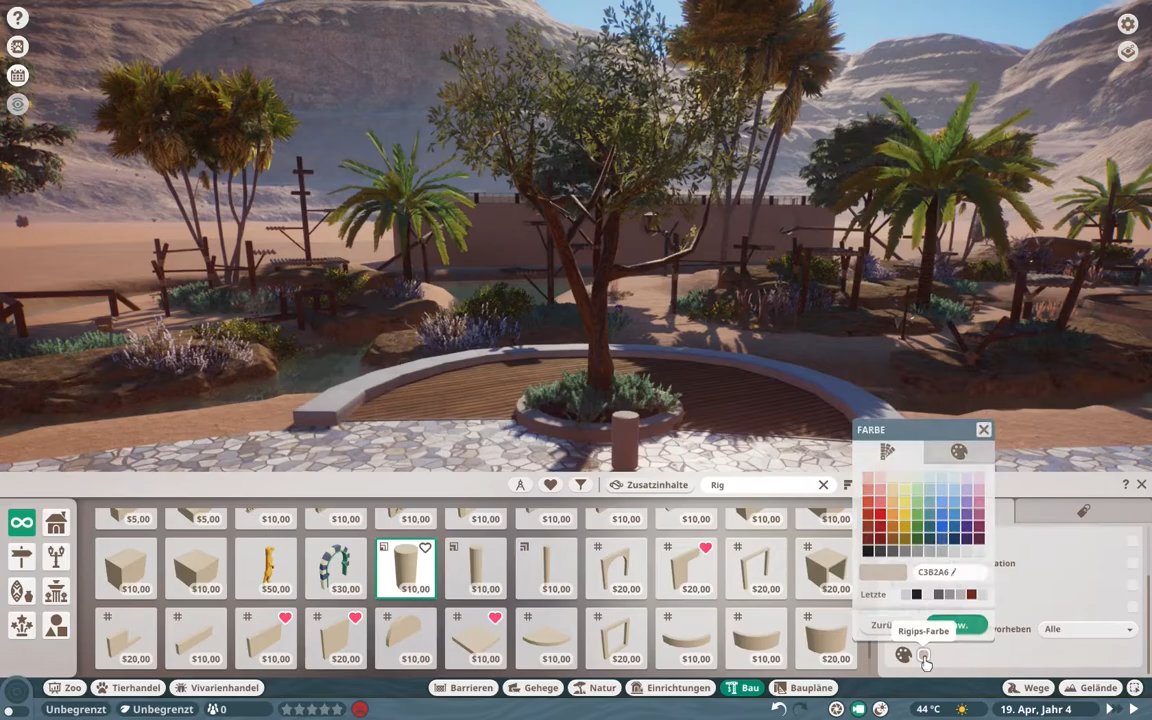 FARBE
Zusatzinhalte
Rig
$5,00
$5,00
$10,00
$10,00
$10,00
$10,00
$10,00
$10,00
$10,00
$10,00
$10,00
$10,00
$10,00
$50,00
$30,00
$10,00
$10,00
$10,00
$20,00
$10,00
$20,00
$20,00
C3B2A6
Letzte
$20,00
$10,00
$20,00
$20,00
$10,00
$10,00
$10,00
$20,00
$10,00
$10,00
$20,00
Rigips-Farbe
Alle
Zoo
Tierhandel
Vivarienhandel
Barrieren
Gehege
Natur
Einrichtungen
Bau
Baupläne
Wege
Gelände
Unbegrenzt
Unbegrenzt
0
44 °C
19. Apr, Jahr 4